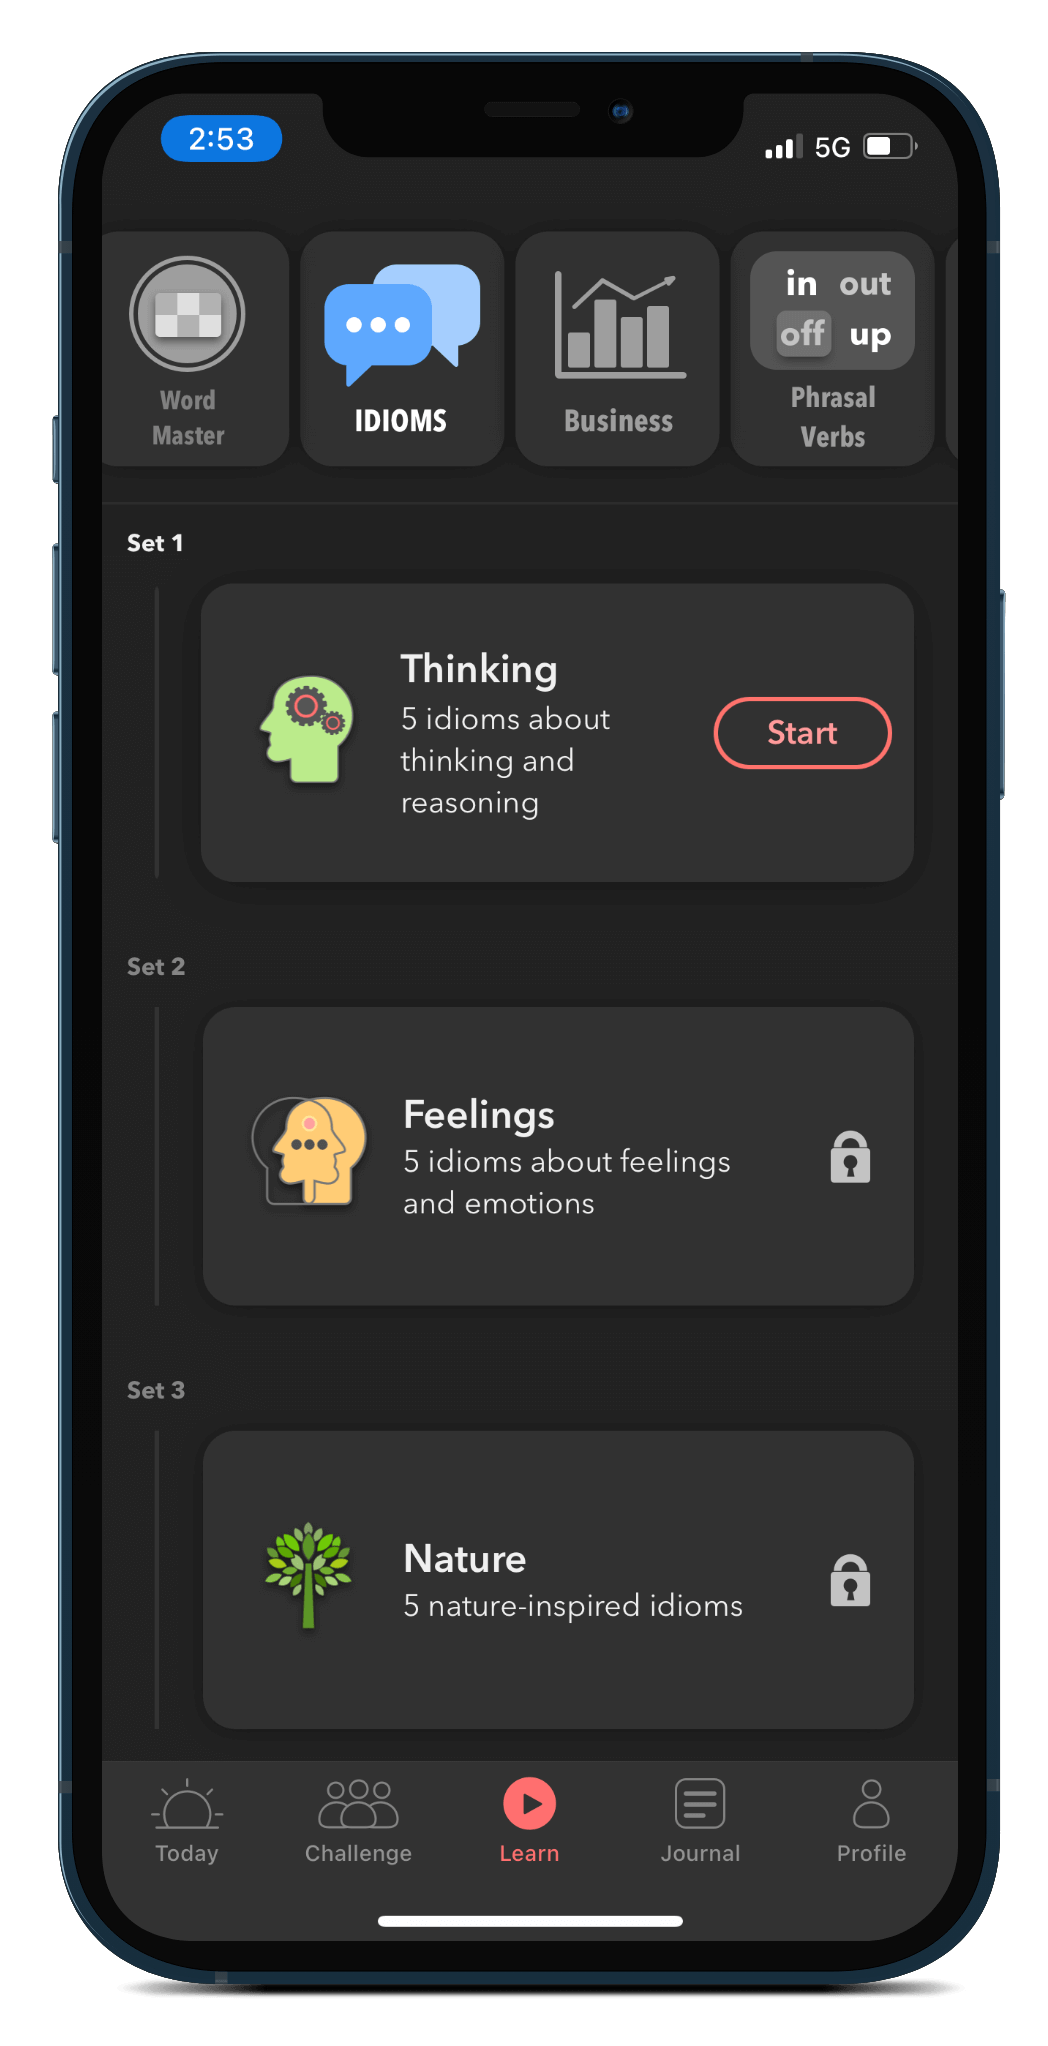 2:53
5G
Word
Master
IDIOMS
Business
in out
off up
Phrasal
Verbs
Set 1
Thinking
5 idioms about
thinking and
reasoning
Start
Set 2
Feelings
5 idioms about feelings
and emotions
Set 3
Nature
5 nature-inspired idioms
Today
Challenge
Learn
Journal
Profile